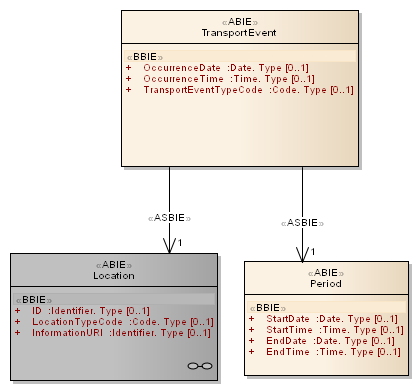 «ABIE»
TransportEvent
«BBIE»
+ OccurrenceDate :Date. Type [0..1]
+ OccurrenceTime :Time. Type [0..1]
+ TransportEventTypeCode :Code. Type [0..1]
«ASBIE»
«ASBIE»
1
1
«ABIE»
Location
«BBIE»
+ ID :Identifier. Type [0..1]
+ LocationTypeCode :Code. Type [0..1]
+ InformationURI :Identifier. Type [0..1]
«ABIE»
Period
«BBIE»
+ StartDate :Date. Type [0..1]
+ StartTime :Time. Type [0..1]
+ EndDate :Date. Type [0..1]
+ EndTime :Time. Type [0..1]